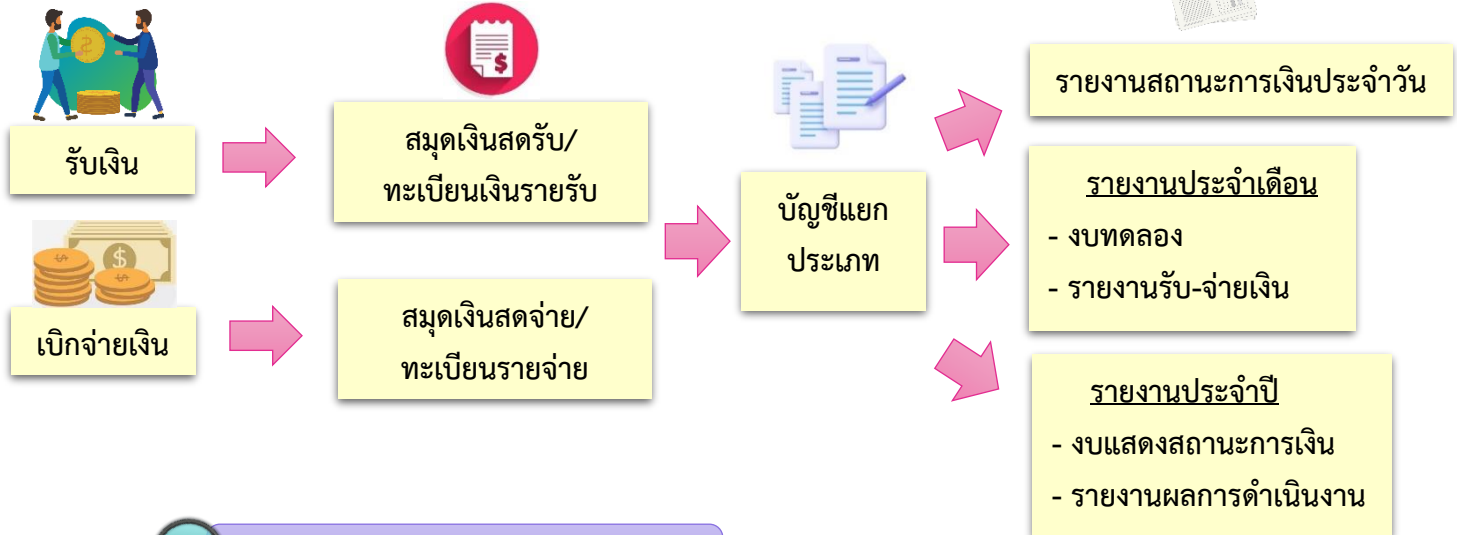 รับเงิน
สมุดเงินสดรับ/
ทะเบียนเงินรายรับ
เบิกจ่ายเงิน
สมุดเงินสดจ่าย/
ทะเบียนรายจ่าย
บัญชีแยก
ประเภท
รายงานสถานะการเงินประจำวัน
รายงานประจำเดือน
- งบทดลอง
- รายงานรับ-จ่ายเงิน
รายงานประจำปี
- งบแสดงสถานะการเงิน
- รายงานผลการดำเนินงาน